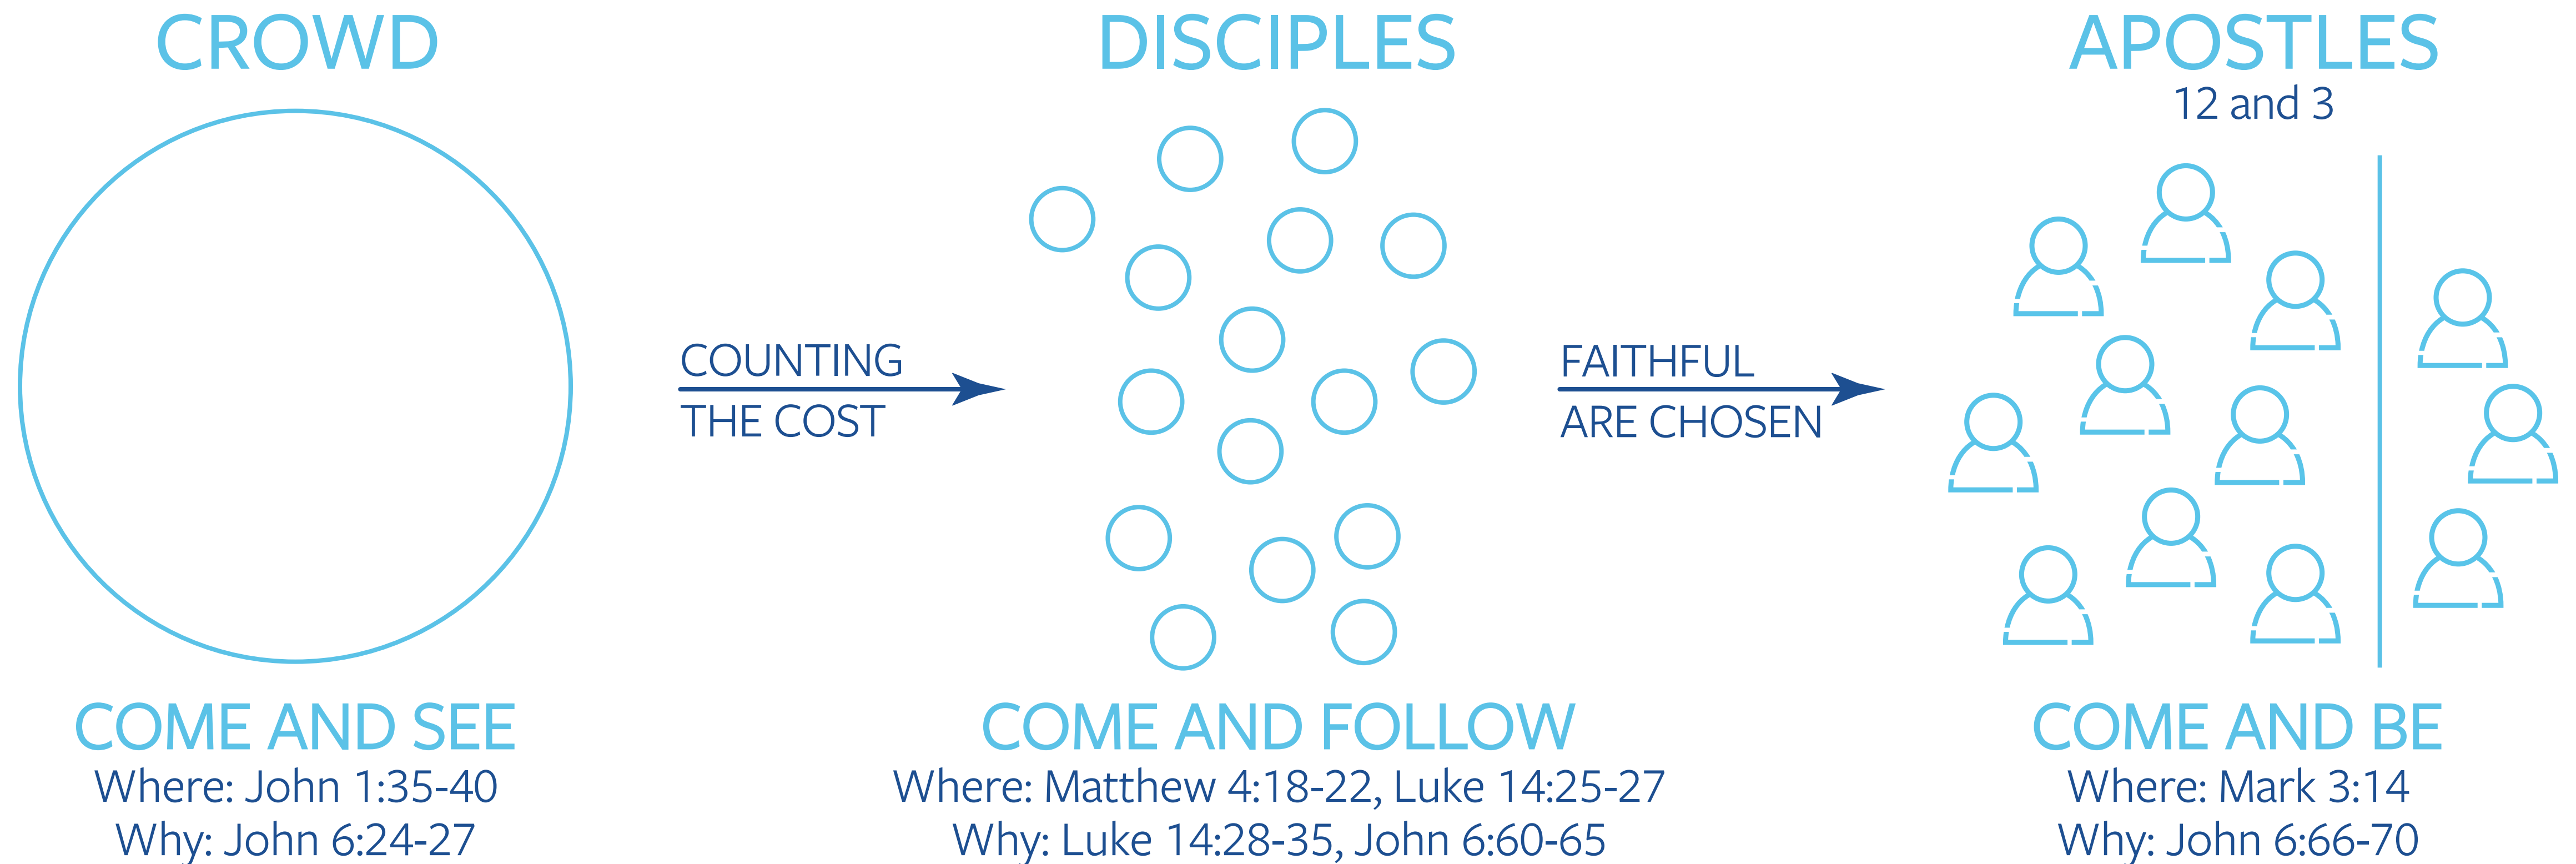 CROWD
COME AND SEE
Where: John 1:35-40
Why: John 6:24-27
COUNTING
THE COST
DISCIPLES
COME AND FOLLOW
Where: Matthew 4:18-22, Luke 14:25-27
Why: Luke 14:28-35, John 6:60-65
FAITHFUL
ARE CHOSEN
APOSTLES
12 and 3
COME AND BE
Where: Mark 3:14
Why: John 6:66-70